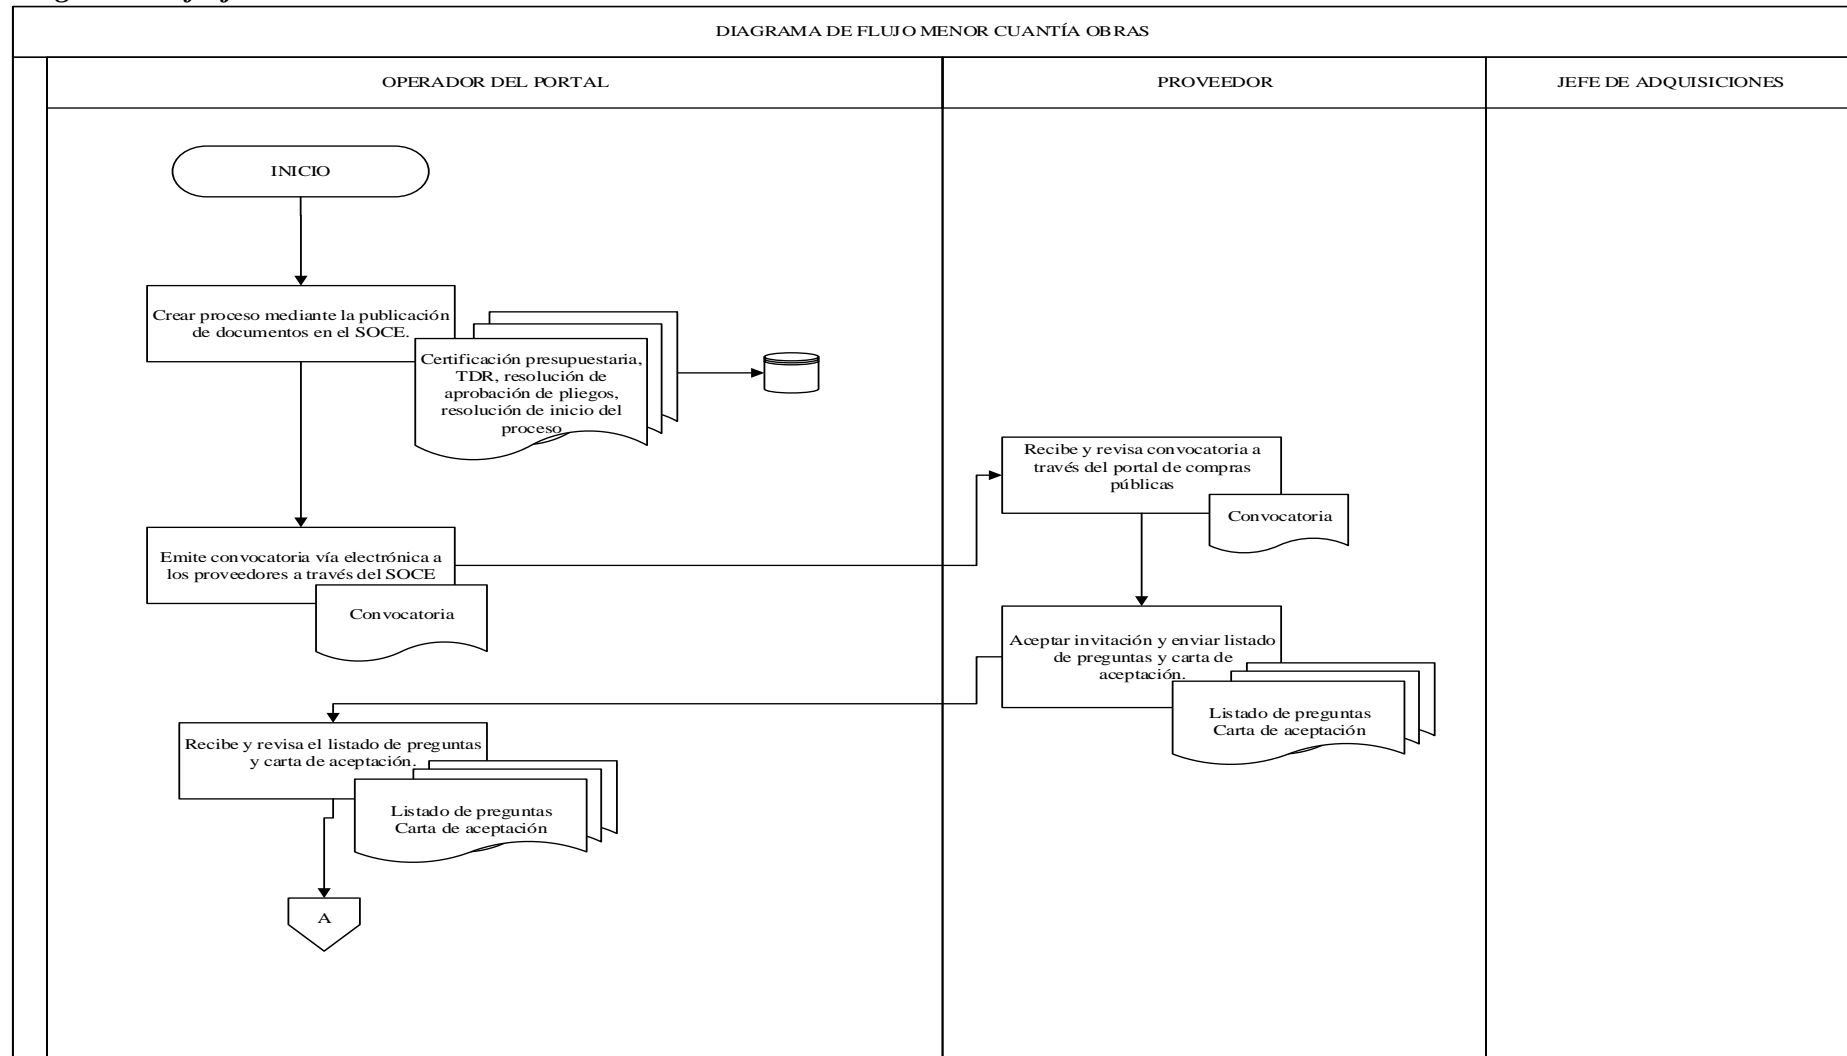 DIAGRAMA DE FLUJO MENOR CUANTÍA OBRAS
OPERADOR DEL PORTAL
PROVEEDOR
JEFE DE ADQUISICIONES
INICIO
Crear proceso mediante la publicación
de documentos en el SOCE.
Certificación presupuestaria,
TDR, resolución de
aprobación de pliegos,
resolución de inicio del
proceso
Emite convocatoria vía electrónica a
los proveedores a través del SOCE
Convocatoria
Recibe y revisa convocatoria a
través del portal de compras
públicas
Convocatoria
Aceptar invitación y enviar listado
de preguntas y carta de
aceptación.
Listado de preguntas
Carta de aceptación
Recibe y revisa el listado de preguntas
y carta de aceptación.
Listado de preguntas
Carta de aceptación
A